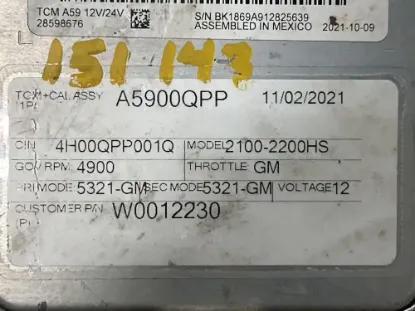 TCM A59 12V/24V S/N BK1869A912825639
28598676 ASSEMBLED IN MEXICO 2021-10-09
151 143
TCM+CAL ASSY A5900QPP 11/02/2021
(1P)
CIN 4H00QPP001Q MODEL 2100-2200HS
GOV RPM: 4900 THROTTLE: GM
PRI MODE 5321-GM SEC MODE 5321-GM VOLTAGE 12
CUSTOMER P/N W0012230
(P)